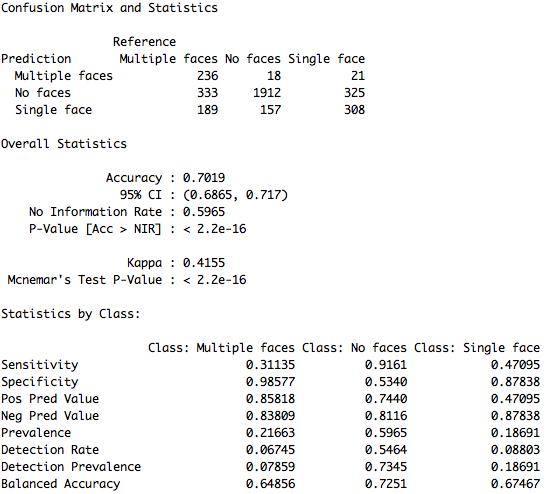 Confusion Matrix and Statistics
Reference
Prediction Multiple faces No faces Single face
Multiple faces 236 18 21
No faces 333 1912 325
Single face 189 157 308
Overall Statistics
Accuracy : 0.7019
95% CI : (0.6865, 0.717)
No Information Rate : 0.5965
P-Value [Acc > NIR] : < 2.2e-16
Kappa : 0.4155
Mcnemar's Test P-Value : < 2.2e-16
Statistics by Class:
Class: Multiple faces Class: No faces Class: Single face
Sensitivity 0.31135 0.9161 0.47095
Specificity 0.98577 0.5340 0.87838
Pos Pred Value 0.85818 0.7440 0.47095
Neg Pred Value 0.83809 0.8116 0.87838
Prevalence 0.21663 0.5965 0.18691
Detection Rate 0.06745 0.5464 0.08803
Detection Prevalence 0.07859 0.7345 0.18691
Balanced Accuracy 0.64856 0.7251 0.67467